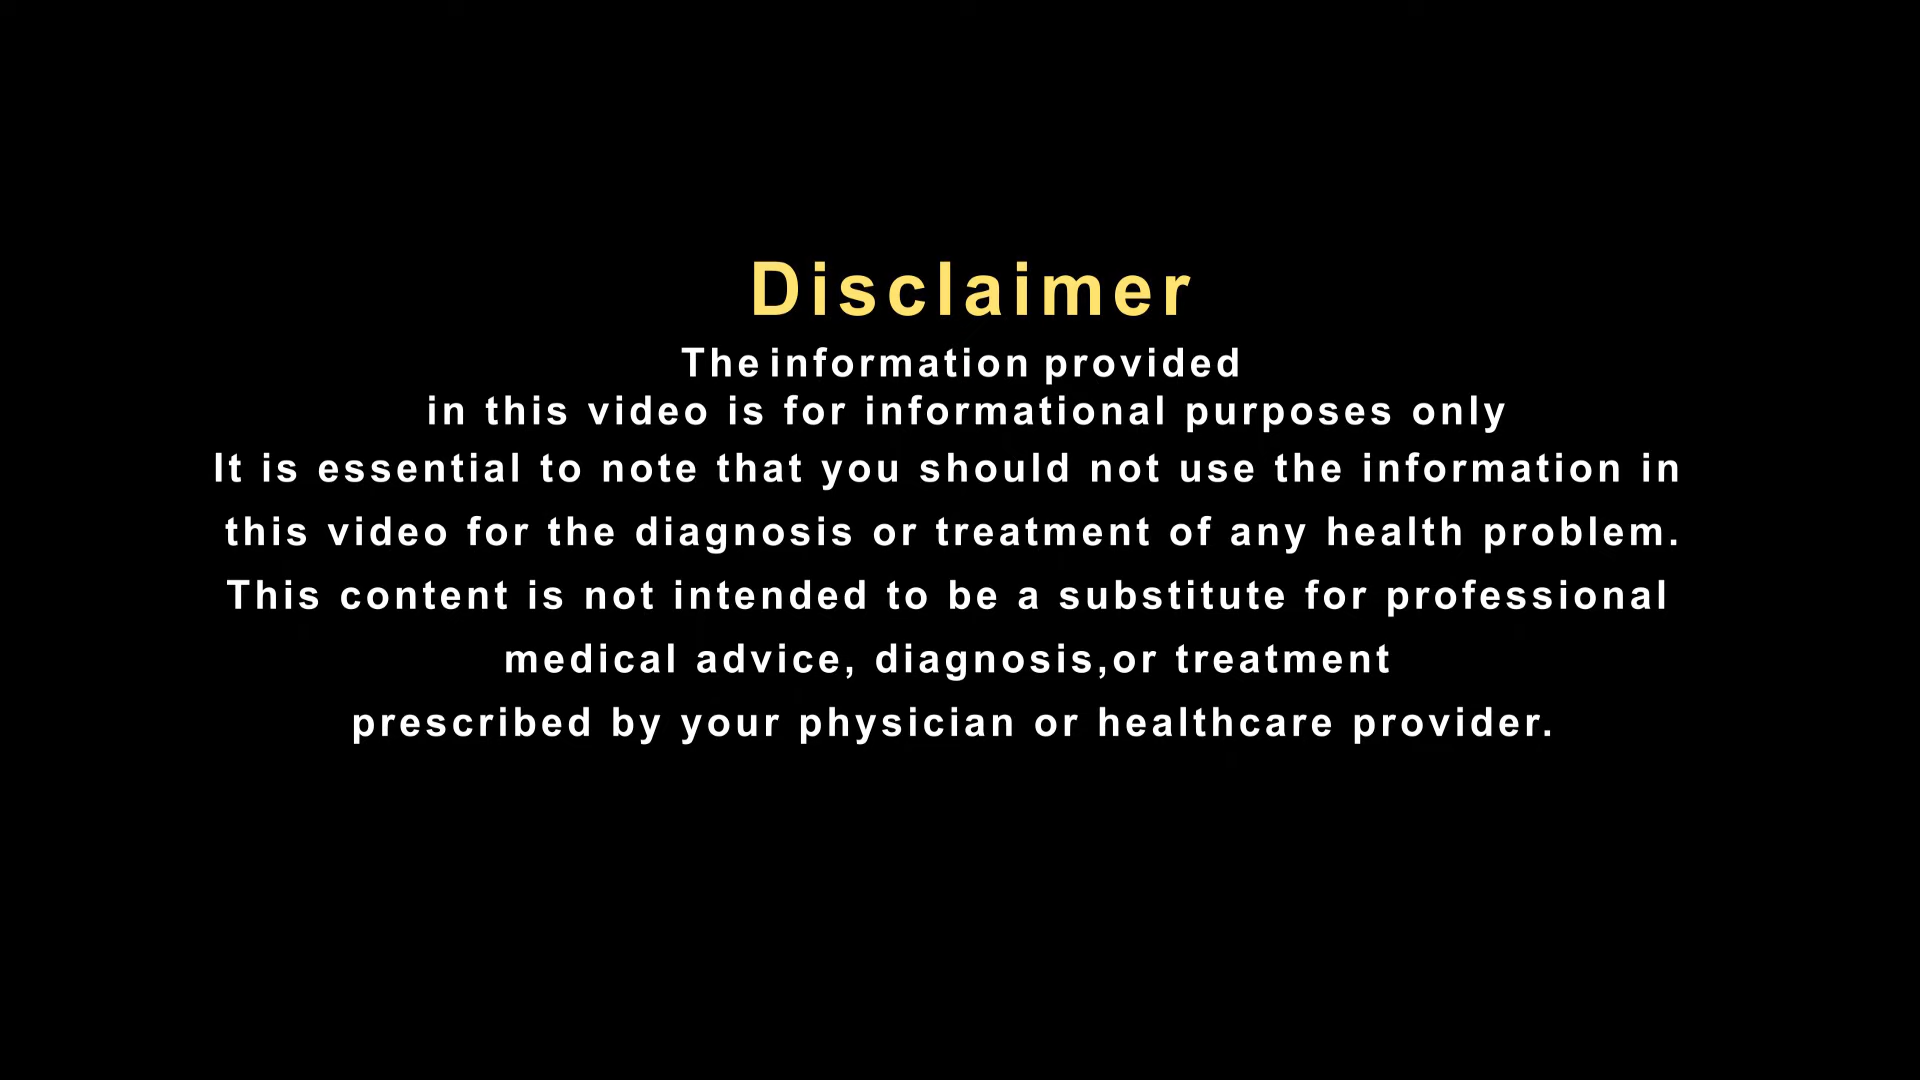 Disclaimer
The information provided
in this video is for informational purposes only
It is essential to note that you should not use the information in
this video for the diagnosis or treatment of any health problem.
This content is not intended to be a substitute for professional
medical advice, diagnosis,or treatment
prescribed by your physician or healthcare provider.